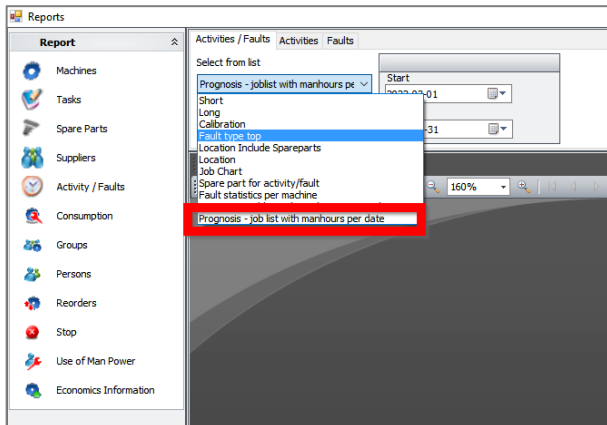 Reports
Report
Machines
Tasks
Spare Parts
Suppliers
Activity / Faults
Consumption
Groups
Persons
Reorders
Stop
Use of Man Power
Economics Information
Activities / Faults Activities Faults
Select from list
Prognosis - joblist with manhours pe
Short
Long
Calibration
Fault type top
Location Include Spareparts
Location
Job Chart
Spare part for activity/fault
Fault statistics per machine
Prognosis - job list with manhours per date
Start
-01
-31
160%